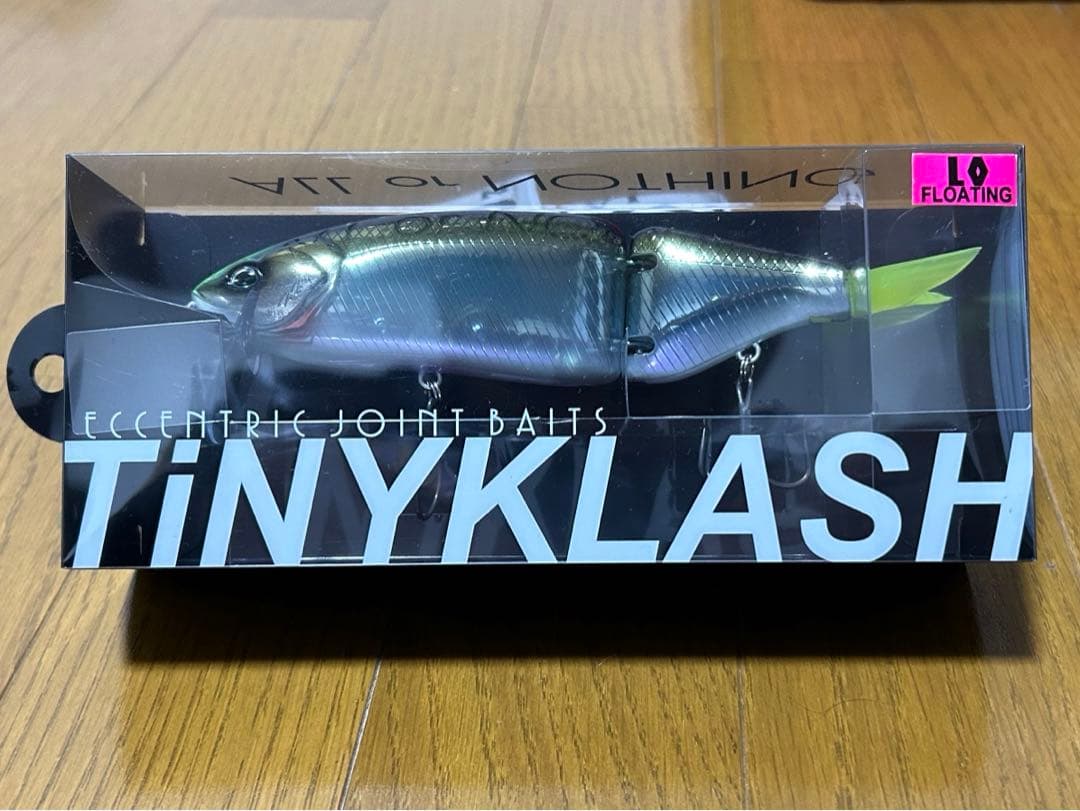 ALL or NOTHING
LO
FLOATING
ECCENTRIC JOINT BAITS
TiNYKLASH